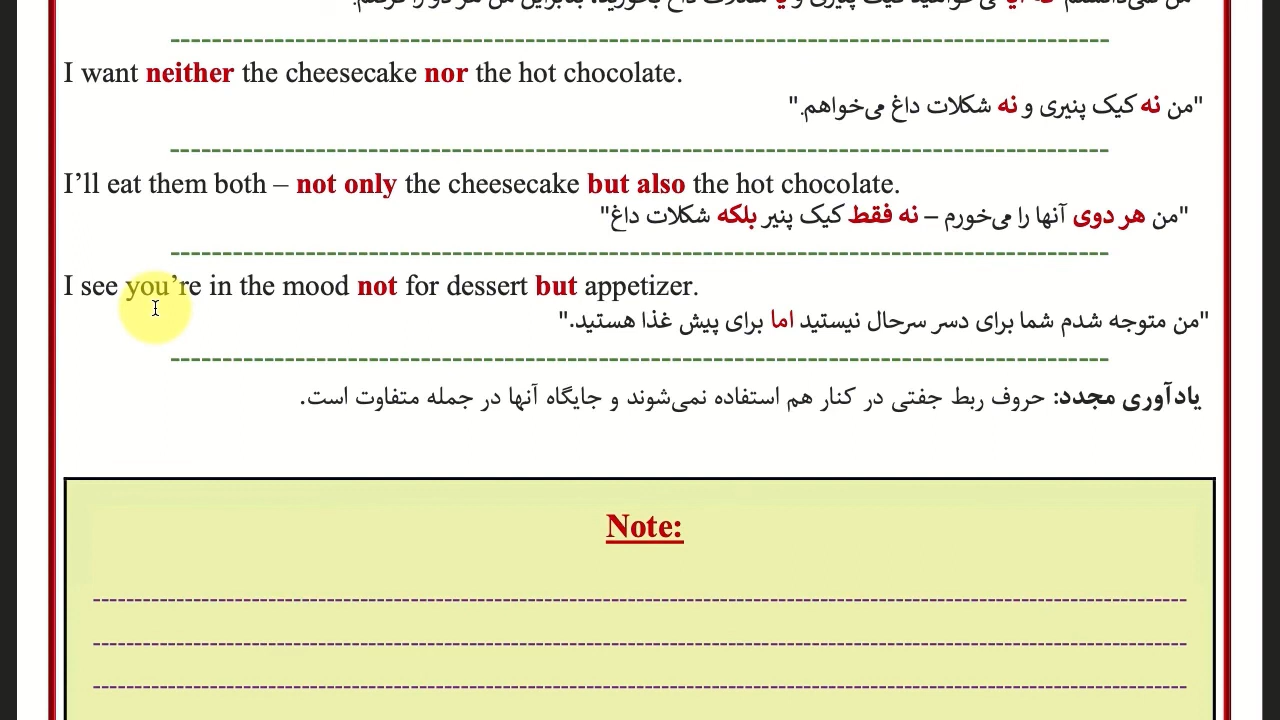 I want neither the cheesecake nor the hot chocolate.
"من نه کیک پنیری و نه شکلات داغ می‌خواهم."
I’ll eat them both – not only the cheesecake but also the hot chocolate.
"من هر دوی آنها را می‌خورم – نه فقط کیک پنیر بلکه شکلات داغ"
I see you’re in the mood not for dessert but appetizer.
"من متوجه شدم شما برای دسر سرحال نیستید اما برای پیش غذا هستید."
یادآوری مجدد: حروف ربط جفتی در کنار هم استفاده نمی‌شوند و جایگاه آنها در جمله متفاوت است.
Note: